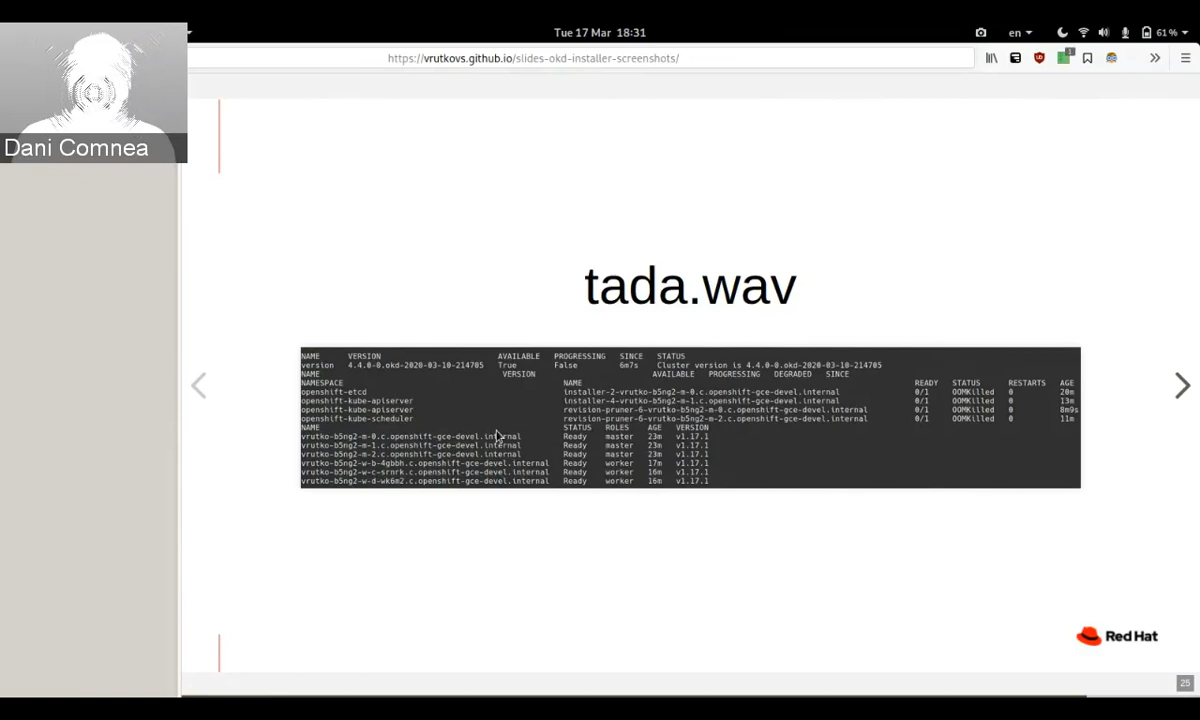 Tue 17 Mar 18:31
en
61%
https://vrutkovs.github.io/slides-okd-installer-screenshots/
Dani Comnea
tada.wav
NAME VERSION AVAILABLE PROGRESSING SINCE STATUS
version 4.4.0-0.okd-2020-03-10-214705 True False 6m7s Cluster version is 4.4.0-0.okd-2020-03-10-214705
NAME VERSION AVAILABLE PROGRESSING DEGRADED SINCE
NAMESPACE NAME READY STATUS RESTARTS AGE
openshift-etcd installer-2-vrutko-b5ng2-m-0.c.openshift-gce-devel.internal 0/1 OOMKilled 0 20m
openshift-kube-apiserver installer-4-vrutko-b5ng2-m-1.c.openshift-gce-devel.internal 0/1 OOMKilled 0 13m
openshift-kube-apiserver revision-pruner-6-vrutko-b5ng2-m-0.c.openshift-gce-devel.internal 0/1 OOMKilled 0 8m9s
openshift-kube-scheduler revision-pruner-6-vrutko-b5ng2-m-2.c.openshift-gce-devel.internal 0/1 OOMKilled 0 11m
NAME STATUS ROLES AGE VERSION
vrutko-b5ng2-m-0.c.openshift-gce-devel.internal Ready master 23m v1.17.1
vrutko-b5ng2-m-1.c.openshift-gce-devel.internal Ready master 23m v1.17.1
vrutko-b5ng2-m-2.c.openshift-gce-devel.internal Ready master 23m v1.17.1
vrutko-b5ng2-w-b-4gbbh.c.openshift-gce-devel.internal Ready worker 17m v1.17.1
vrutko-b5ng2-w-c-srnrk.c.openshift-gce-devel.internal Ready worker 16m v1.17.1
vrutko-b5ng2-w-d-wk6m2.c.openshift-gce-devel.internal Ready worker 16m v1.17.1
Red Hat
25